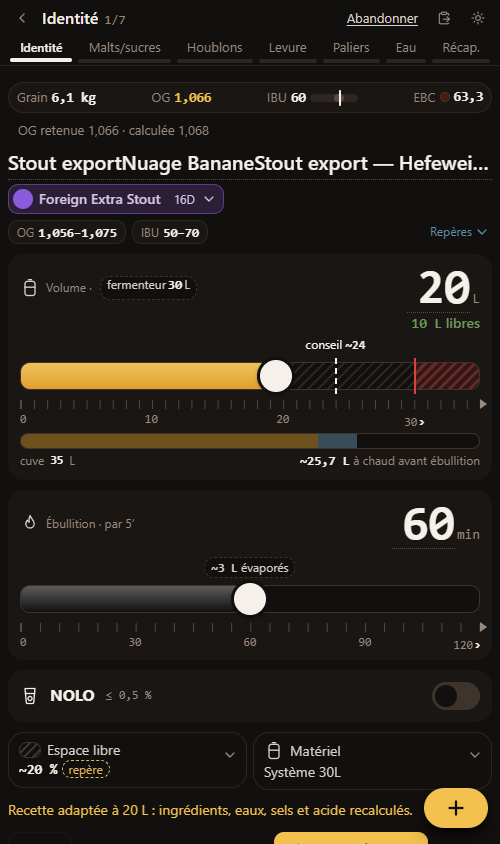 Identité 1/7 Abandonner
Identité Malts/sucres Houblons Levure Paliers Eau Récap.
Grain 6,1 kg OG 1,066 IBU 60 EBC 63,3
OG retenue 1,066 · calculée 1,068
Stout exportNuage BananeStout export — Hefewei…
Foreign Extra Stout 16D
OG 1,056–1,075 IBU 50–70 Repères
Volume · fermenteur 30 L 20 L
10 L libres
conseil ~24
0 10 20 30
cuve 35 L ~25,7 L à chaud avant ébullition
Ébullition · par 5′ 60 min
~3 L évaporés
0 30 60 90 120
NOLO ≤ 0,5 %
Espace libre
~20 % repère
Matériel
Système 30L
Recette adaptée à 20 L : ingrédients, eaux, sels et acide recalculés.